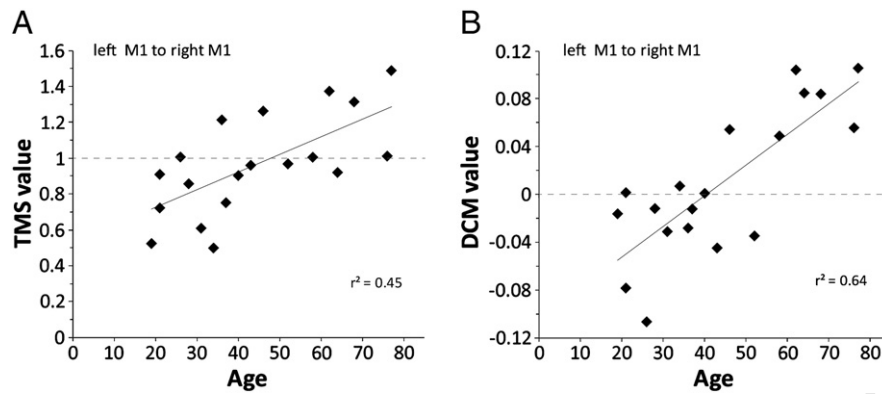 A
left M1 to right M1
1.6
1.4
1.2
1
0.8
0.6
0.4
0.2
0
TMS value
r² = 0.45
0 10 20 30 40 50 60 70 80
Age
B
left M1 to right M1
0.12
0.08
0.04
0
-0.04
-0.08
-0.12
DCM value
r² = 0.64
0 10 20 30 40 50 60 70 80
Age